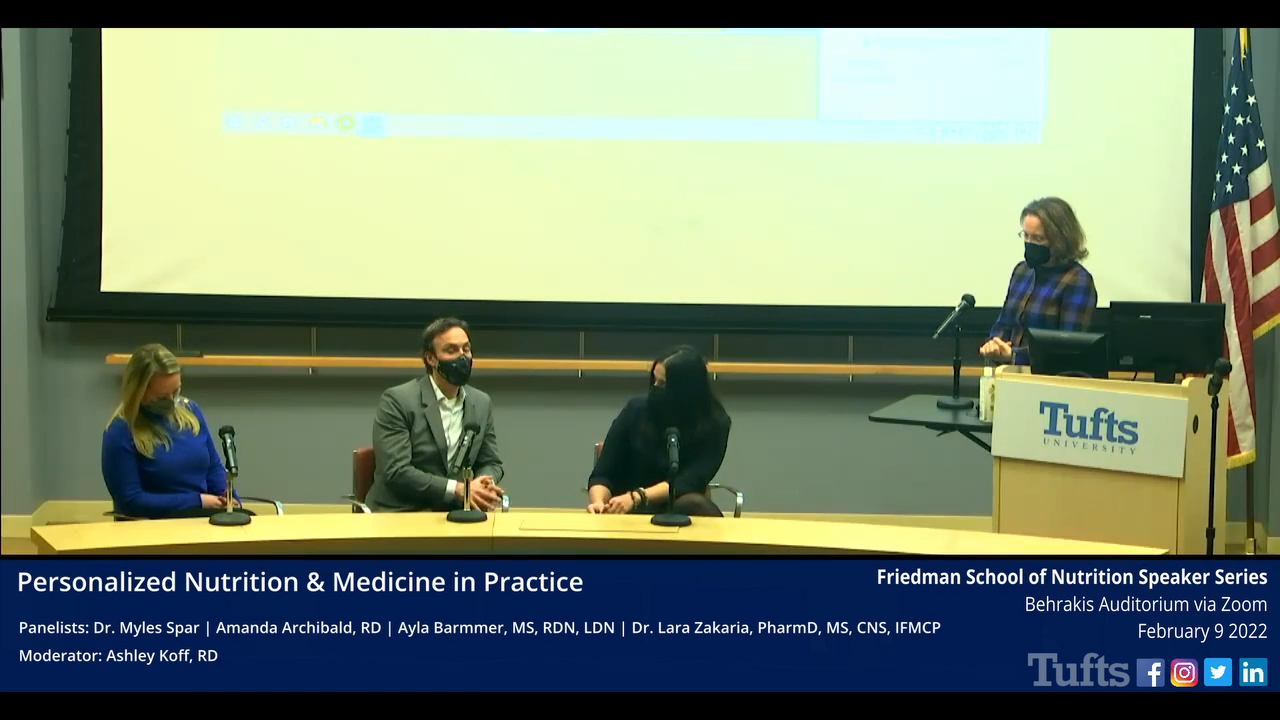 Tufts
UNIVERSITY
Personalized Nutrition & Medicine in Practice
Panelists: Dr. Myles Spar | Amanda Archibald, RD | Ayla Barmmer, MS, RDN, LDN | Dr. Lara Zakaria, PharmD, MS, CNS, IFMCP
Moderator: Ashley Koff, RD
Friedman School of Nutrition Speaker Series
Behrakis Auditorium via Zoom
February 9 2022
Tufts